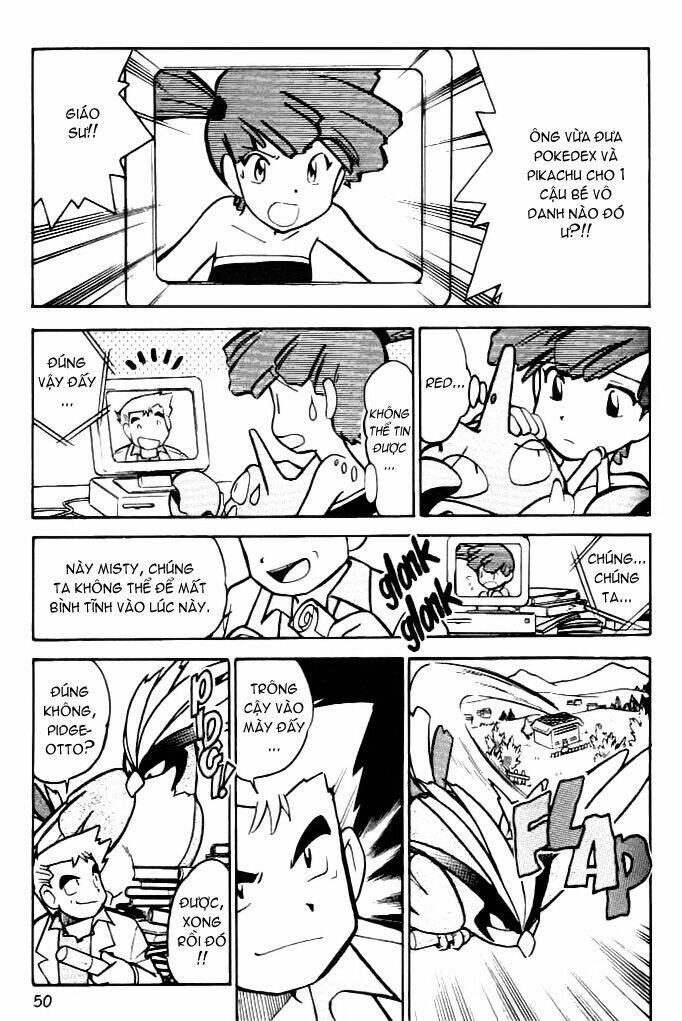 GIÁO
SƯ!!
ÔNG VỪA ĐƯA
POKEDEX VÀ
PIKACHU CHO 1
CẬU BÉ VÔ
DANH NÀO ĐÓ
Ư?!!
ĐÚNG
VẬY ĐẤY
...
KHÔNG
THỂ TIN
ĐƯỢC
...
RED...
NÀY MISTY, CHÚNG
TA KHÔNG THỂ ĐỂ MẤT
BÌNH TĨNH VÀO LÚC NÀY.
glonk
glonk
CHÚNG...
CHÚNG
TA...
ĐÚNG
KHÔNG,
PIDGE-
OTTO?
PIDGO!!
ĐƯỢC,
XONG
RỒI ĐÓ
!!
TRÔNG
CẬY VÀO
MÀY ĐẤY
...
FLAP
50